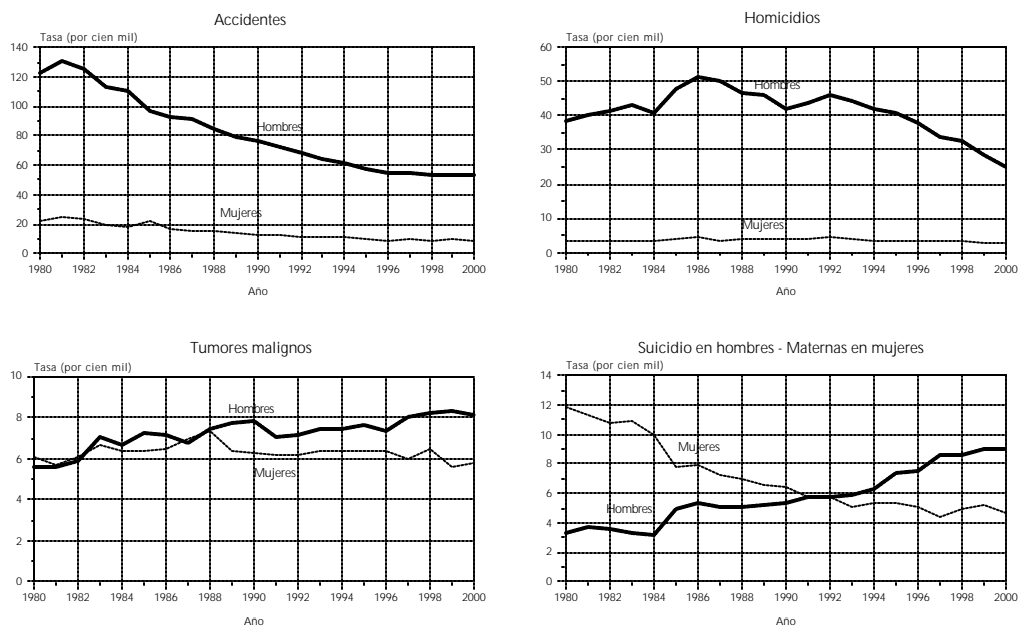 Accidentes
Tasa (por cien mil)
140
120
100
80
60
40
20
0
Hombres
Mujeres
1980 1982 1984 1986 1988 1990 1992 1994 1996 1998 2000
Año
Homicidios
Tasa (por cien mil)
60
50
40
30
20
10
0
Hombres
Mujeres
1980 1982 1984 1986 1988 1990 1992 1994 1996 1998 2000
Año
Tumores malignos
Tasa (por cien mil)
10
8
6
4
2
0
Hombres
Mujeres
1980 1982 1984 1986 1988 1990 1992 1994 1996 1998 2000
Año
Suicidio en hombres - Maternas en mujeres
Tasa (por cien mil)
14
12
10
8
6
4
2
0
Mujeres
Hombres
1980 1982 1984 1986 1988 1990 1992 1994 1996 1998 2000
Año